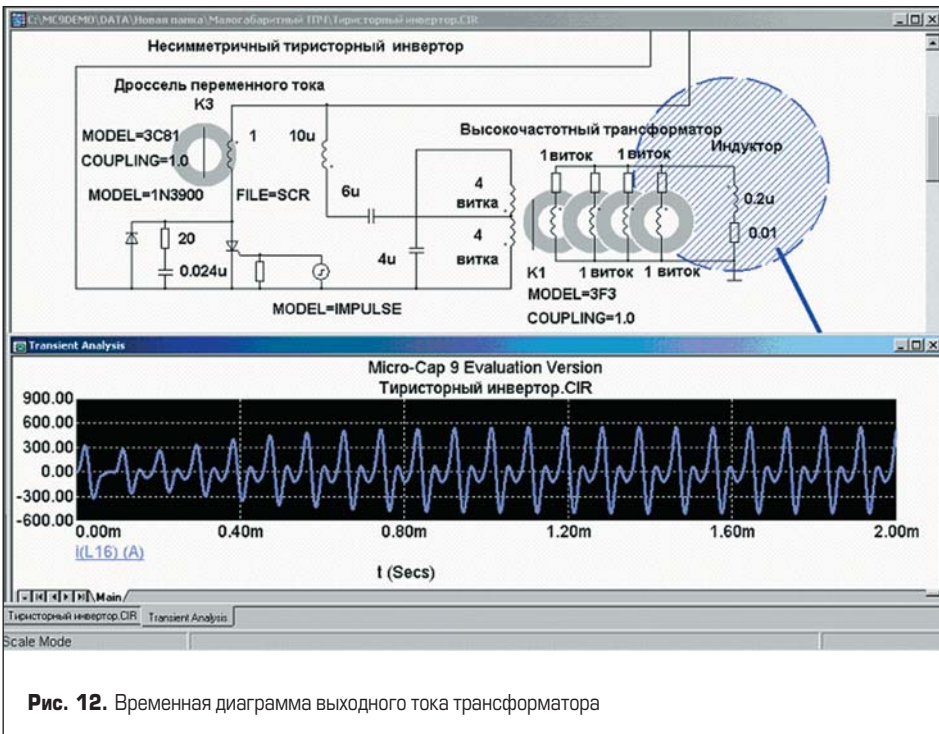 C:\MC9DEMO\DATA\Новая папка\Малогабаритный ТПЧ\Тиристорный инвертор.CIR
Несимметричный тиристорный инвертор
Дроссель переменного тока
K3
MODEL=3C81
1
10u
COUPLING=1.0
MODEL=1N3900
FILE=SCR
Высокочастотный трансформатор
1 виток
1 виток
Индуктор
6u
4
витка
0.2u
20
4
витка
0.01
0.024u
4u
K1
1 виток
1 виток
MODEL=IMPULSE
MODEL=3F3
COUPLING=1.0
Transient Analysis
Micro-Cap 9 Evaluation Version
Тиристорный инвертор.CIR
900.00
600.00
300.00
0.00
-300.00
-600.00
0.00m
0.40m
0.80m
1.20m
1.60m
2.00m
i(L16) (A)
t (Secs)
Main
Тиристорный инвертор.CIR
Transient Analysis
Scale Mode
Рис. 12. Временная диаграмма выходного тока трансформатора